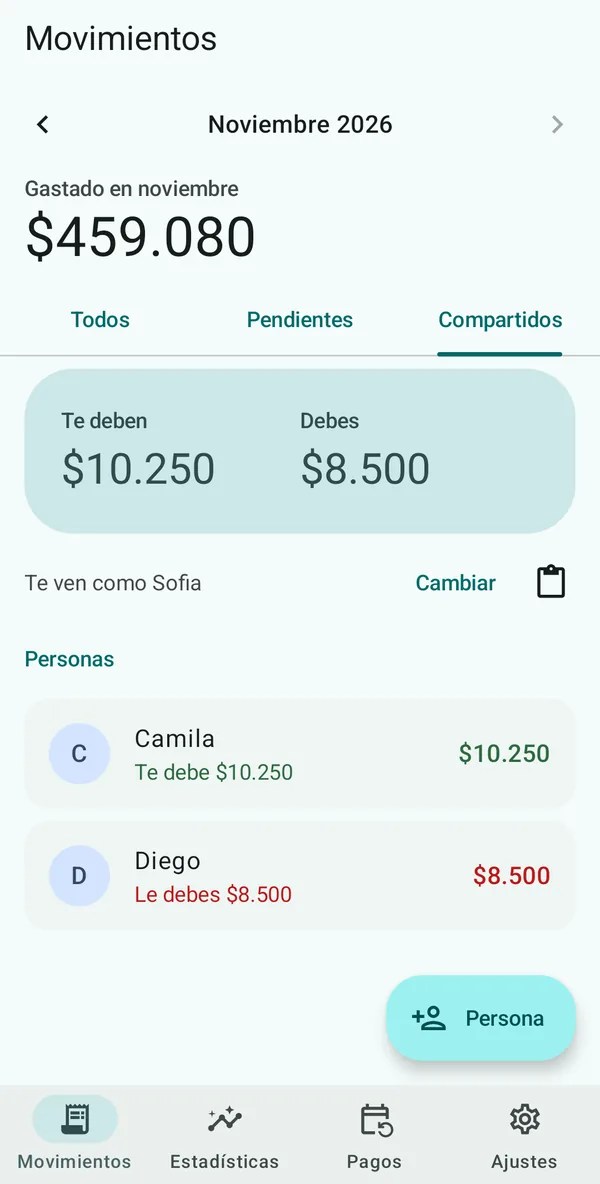 Movimientos
Noviembre 2026
Gastado en noviembre
$459.080
Todos Pendientes Compartidos
Te deben Debes
$10.250 $8.500
Te ven como Sofia Cambiar
Personas
C Camila $10.250
Te debe $10.250
D Diego $8.500
Le debes $8.500
Persona
Movimientos Estadísticas Pagos Ajustes